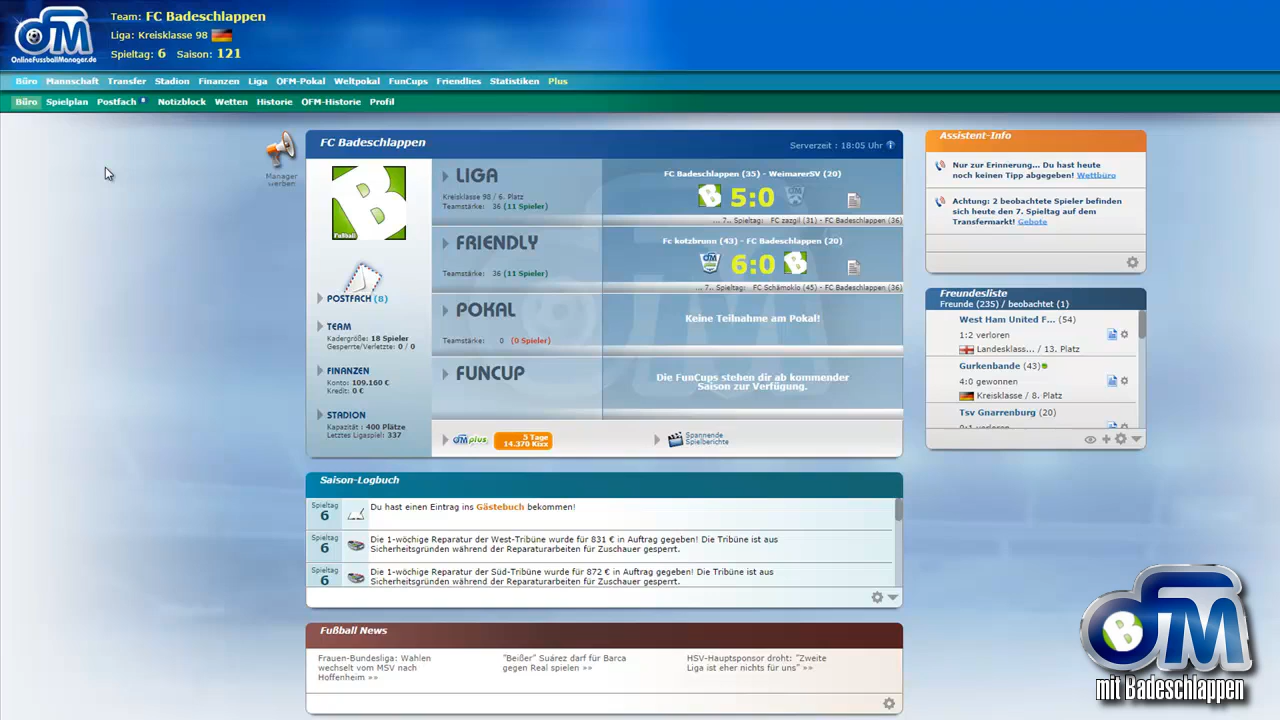 OFM
OnlineFussballManager.de
Team: FC Badeschlappen
Liga: Kreisklasse 98
Spieltag: 6 Saison: 121
Büro Mannschaft Transfer Stadion Finanzen Liga OFM-Pokal Weltpokal FunCups Friendlies Statistiken Plus
Büro Spielplan Postfach 8 Notizblock Wetten Historie OFM-Historie Profil
Manager
werben
FC Badeschlappen
Serverzeit : 18:05 Uhr
B
Fußball
POSTFACH (8)
TEAM
Kadergröße: 18 Spieler
Gesperrte/Verletzte: 0 / 0
FINANZEN
Konto: 109.160 €
Kredit: 0 €
STADION
Kapazität : 400 Plätze
Letztes Ligaspiel: 337
LIGA
Kreisklasse 98 / 6. Platz
Teamstärke: 36 (11 Spieler)
FC Badeschlappen (35) - WeimarerSV (20)
5:0
... 7. Spieltag: FC zazgil (31) - FC Badeschlappen (36)
FRIENDLY
Teamstärke: 36 (11 Spieler)
Fc kotzbrunn (43) - FC Badeschlappen (20)
6:0
... 7.. Spieltag: FC Schämokio (45) - FC Badeschlappen (36)
POKAL
Teamstärke: 0 (0 Spieler)
Keine Teilnahme am Pokal!
FUNCUP
Die FunCups stehen dir ab kommender
Saison zur Verfügung.
OFM plus
5 Tage
14.370 Kixx
Spannende
Spielberichte
Saison-Logbuch
Spieltag
6
Du hast einen Eintrag ins Gästebuch bekommen!
Spieltag
6
Die 1-wöchige Reparatur der West-Tribüne wurde für 831 € in Auftrag gegeben! Die Tribüne ist aus
Sicherheitsgründen während der Reparaturarbeiten für Zuschauer gesperrt.
Spieltag
6
Die 1-wöchige Reparatur der Süd-Tribüne wurde für 872 € in Auftrag gegeben! Die Tribüne ist aus
Sicherheitsgründen während der Reparaturarbeiten für Zuschauer gesperrt.
Fußball News
Frauen-Bundesliga: Wahlen
wechselt vom MSV nach
Hoffenheim »»
"Beißer" Suárez darf für Barca
gegen Real spielen »»
HSV-Hauptsponsor droht: "Zweite
Liga ist eher nichts für uns" »»
Assistent-Info
Nur zur Erinnerung... Du hast heute
noch keinen Tipp abgegeben! Wettbüro
Achtung: 2 beobachtete Spieler befinden
sich heute den 7. Spieltag auf dem
Transfermarkt! Gebote
Freundesliste
Freunde (235) / beobachtet (1)
West Ham United F... (54)
1:2 verloren
Landesklass... / 13. Platz
Gurkenbande (43)
4:0 gewonnen
Kreisklasse / 8. Platz
Tsv Gnarrenburg (20)
0:1 verloren
OFM
B
mit Badeschlappen